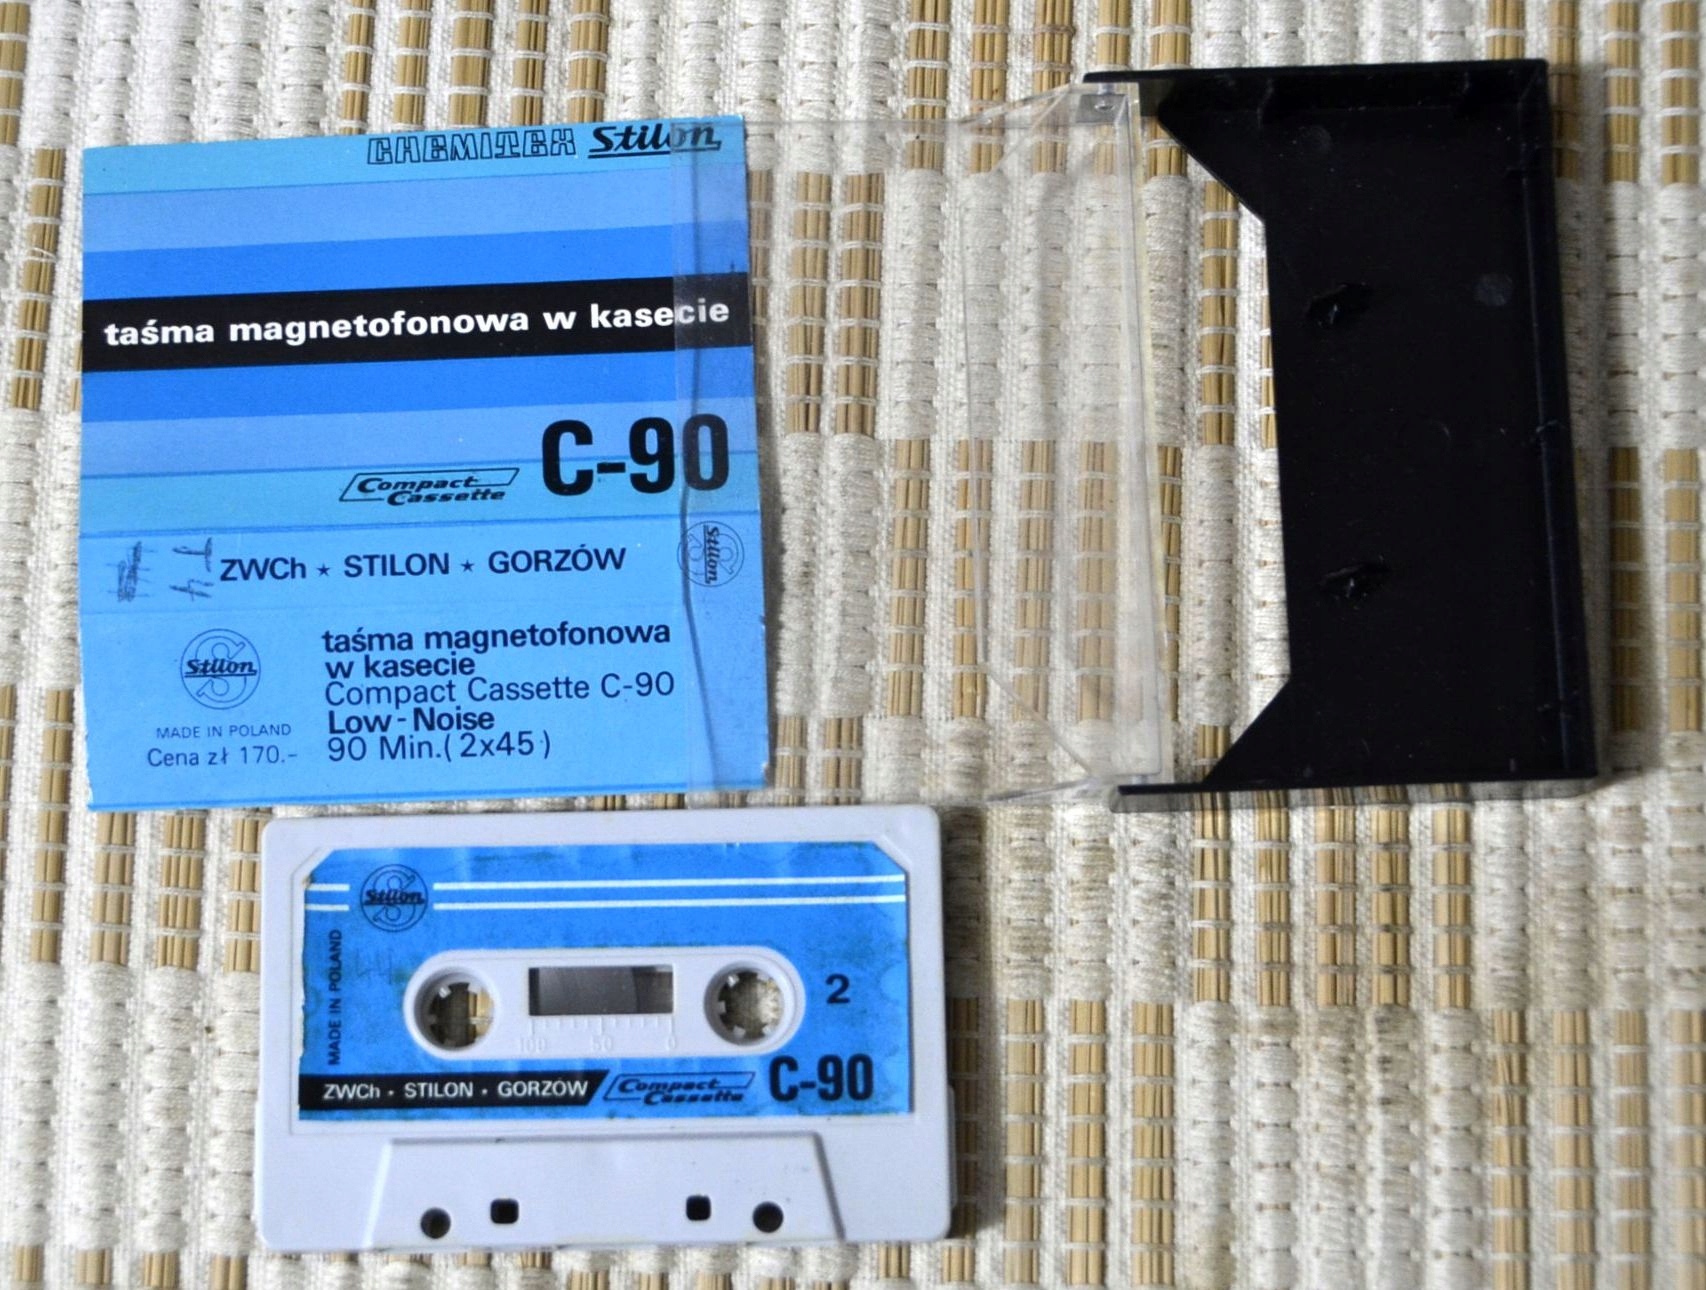 CHEMITEX Stilon
taśma magnetofonowa w kasecie
C-90
Compact
Cassette
ZWCh ★ STILON ★ GORZÓW
Stilon
Stilon
taśma magnetofonowa
w kasecie
Compact Cassette C-90
Low-Noise
90 Min.(2x45)
MADE IN POLAND
Cena zł 170.-
Stilon
MADE IN POLAND
2
100 50 0
ZWCh • STILON • GORZÓW
Compact
Cassette
C-90